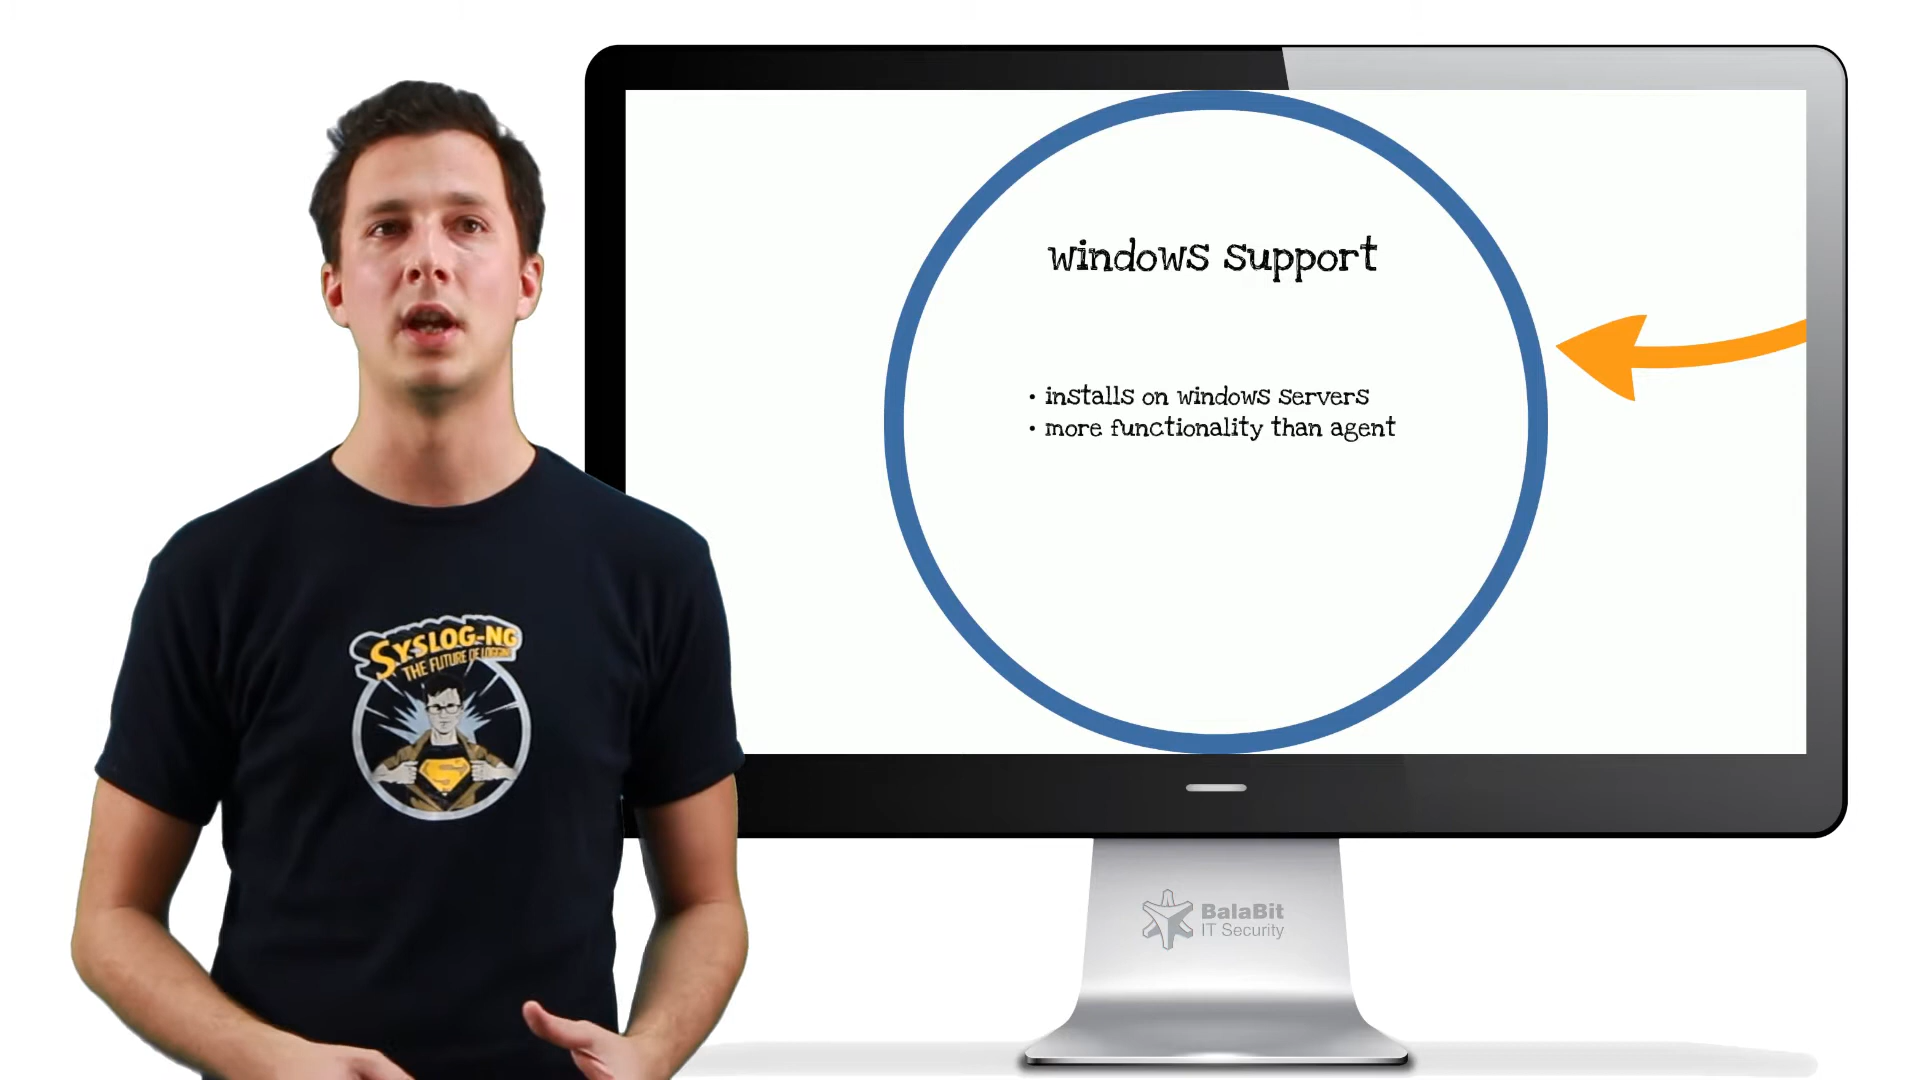 windows support
• installs on windows servers
• more functionality than agent
SYSLOG-NG
THE FUTURE OF LOGGING
BalaBit
IT Security